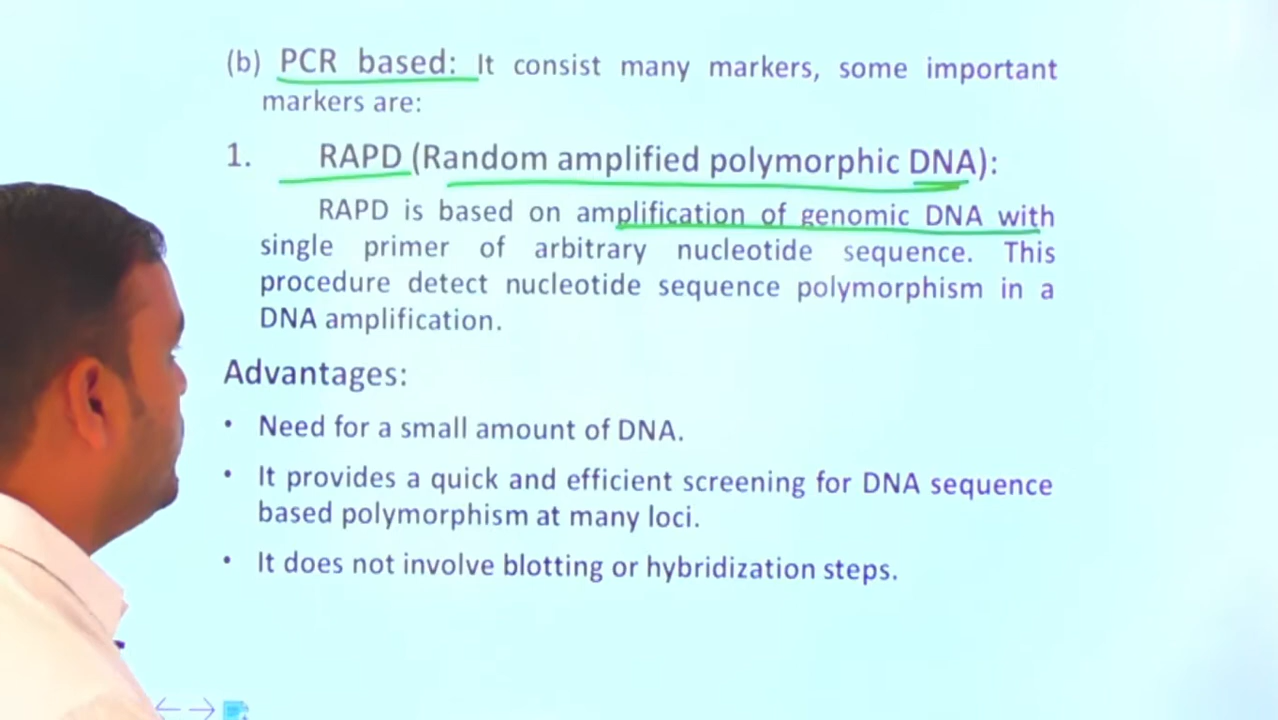 (b) PCR based: It consist many markers, some important
markers are:
1. RAPD (Random amplified polymorphic DNA):
RAPD is based on amplification of genomic DNA with
single primer of arbitrary nucleotide sequence. This
procedure detect nucleotide sequence polymorphism in a
DNA amplification.
Advantages:
• Need for a small amount of DNA.
• It provides a quick and efficient screening for DNA sequence
based polymorphism at many loci.
• It does not involve blotting or hybridization steps.